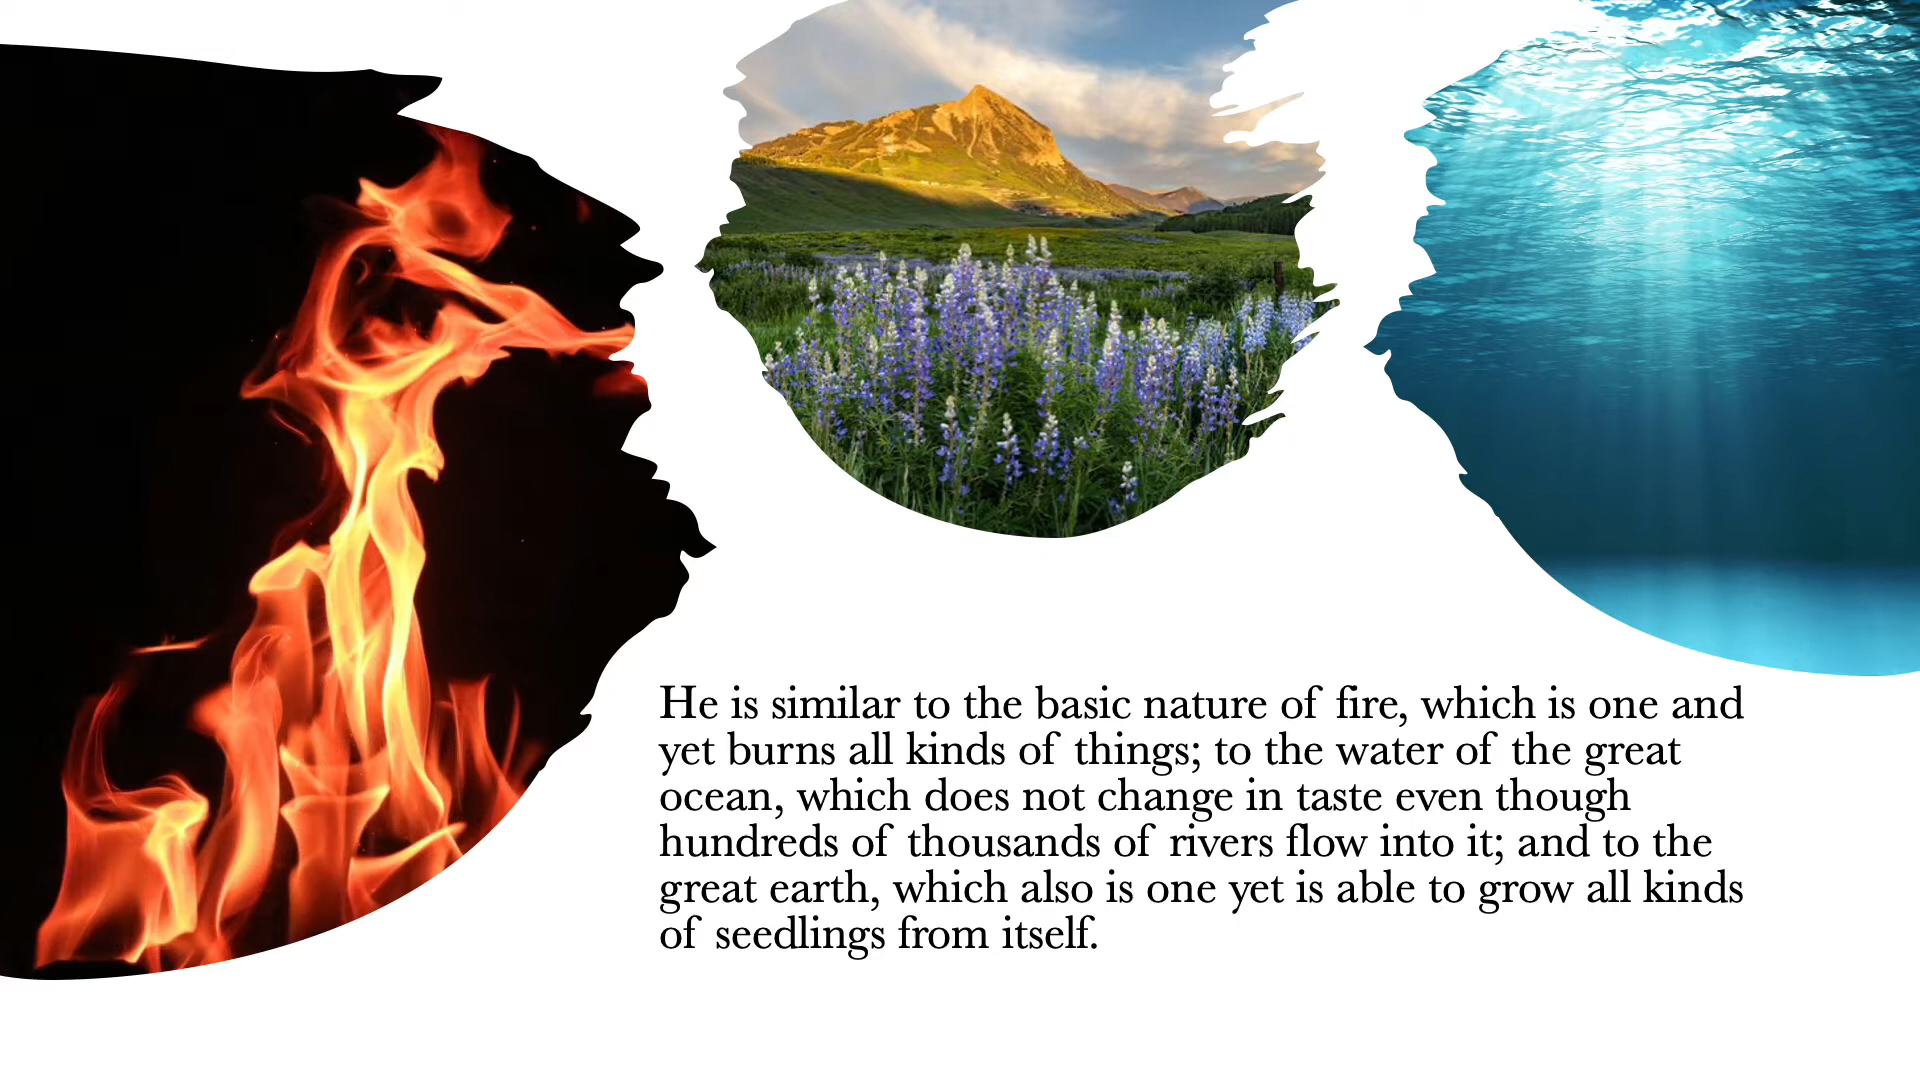 He is similar to the basic nature of fire, which is one and
yet burns all kinds of things; to the water of the great
ocean, which does not change in taste even though
hundreds of thousands of rivers flow into it; and to the
great earth, which also is one yet is able to grow all kinds
of seedlings from itself.